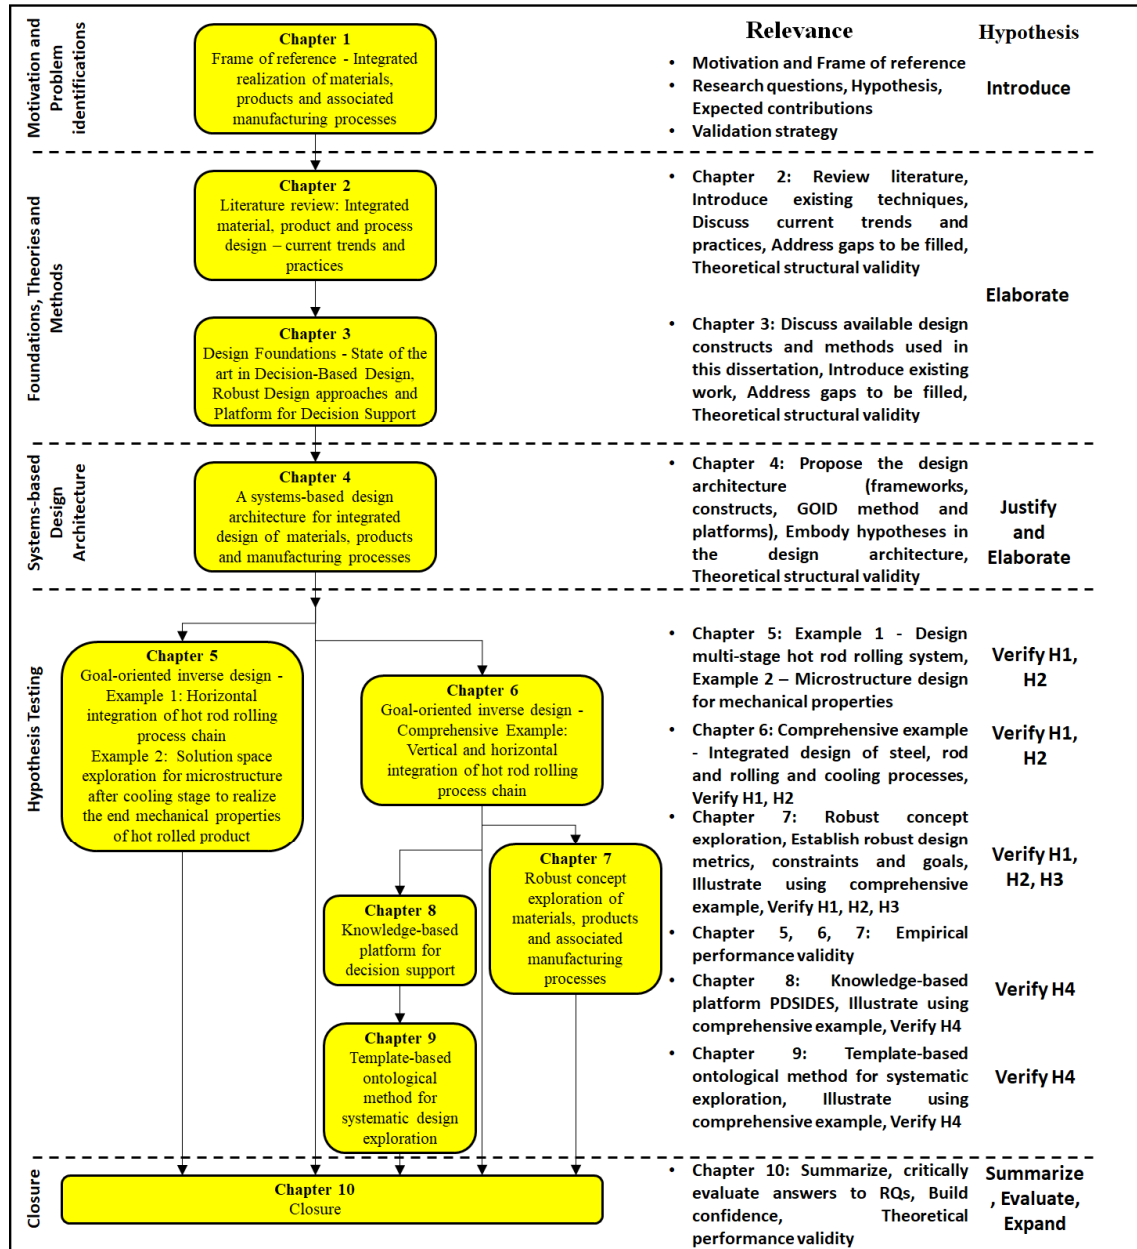 Relevance
Hypothesis
Motivation and
Problem
identifications
Chapter 1
Frame of reference - Integrated
realization of materials,
products and associated
manufacturing processes
• Motivation and Frame of reference
• Research questions, Hypothesis,
Expected contributions
• Validation strategy
Introduce
Foundations, Theories and
Methods
Chapter 2
Literature review: Integrated
material, product and process
design – current trends and
practices
• Chapter 2: Review literature,
Introduce existing techniques,
Discuss current trends and
practices, Address gaps to be filled,
Theoretical structural validity
Elaborate
Chapter 3
Design Foundations - State of the
art in Decision-Based Design,
Robust Design approaches and
Platform for Decision Support
• Chapter 3: Discuss available design
constructs and methods used in
this dissertation, Introduce existing
work, Address gaps to be filled,
Theoretical structural validity
Systems-based
Design
Architecture
Chapter 4
A systems-based design
architecture for integrated
design of materials, products
and manufacturing processes
• Chapter 4: Propose the design
architecture (frameworks,
constructs, GOID method and
platforms), Embody hypotheses in
the design architecture,
Theoretical structural validity
Justify
and
Elaborate
Hypothesis Testing
Chapter 5
Goal-oriented inverse design -
Example 1: Horizontal
integration of hot rod rolling
process chain
Example 2: Solution space
exploration for microstructure
after cooling stage to realize
the end mechanical properties
of hot rolled product
Chapter 6
Goal-oriented inverse design -
Comprehensive Example:
Vertical and horizontal
integration of hot rod rolling
process chain
Chapter 7
Robust concept
exploration of
materials, products
and associated
manufacturing
processes
Chapter 8
Knowledge-based
platform for
decision support
Chapter 9
Template-based
ontological
method for
systematic design
exploration
• Chapter 5: Example 1 - Design
multi-stage hot rod rolling system,
Example 2 – Microstructure design
for mechanical properties
Verify H1,
H2
• Chapter 6: Comprehensive example
- Integrated design of steel, rod
and rolling and cooling processes,
Verify H1, H2
Verify H1,
H2
• Chapter 7: Robust concept
exploration, Establish robust design
metrics, constraints and goals,
Illustrate using comprehensive
example, Verify H1, H2, H3
Verify H1,
H2, H3
• Chapter 5, 6, 7: Empirical
performance validity
• Chapter 8: Knowledge-based
platform PDSIDES, Illustrate using
comprehensive example, Verify H4
Verify H4
• Chapter 9: Template-based
ontological method for systematic
exploration, Illustrate using
comprehensive example, Verify H4
Verify H4
Closure
Chapter 10
Closure
• Chapter 10: Summarize, critically
evaluate answers to RQs, Build
confidence, Theoretical
performance validity
Summarize
, Evaluate,
Expand